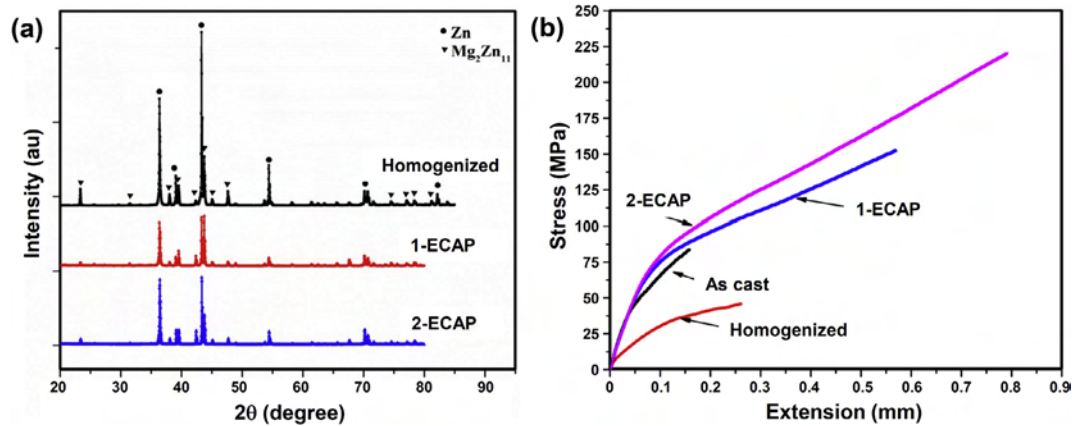 (a)
Zn
Mg2Zn11
Homogenized
1-ECAP
2-ECAP
Intensity (au)
20 30 40 50 60 70 80 90
2θ (degree)
(b)
225
200
175
150
125
100
75
50
25
0
Stress (MPa)
2-ECAP
1-ECAP
As cast
Homogenized
0.0 0.1 0.2 0.3 0.4 0.5 0.6 0.7 0.8 0.9
Extension (mm)